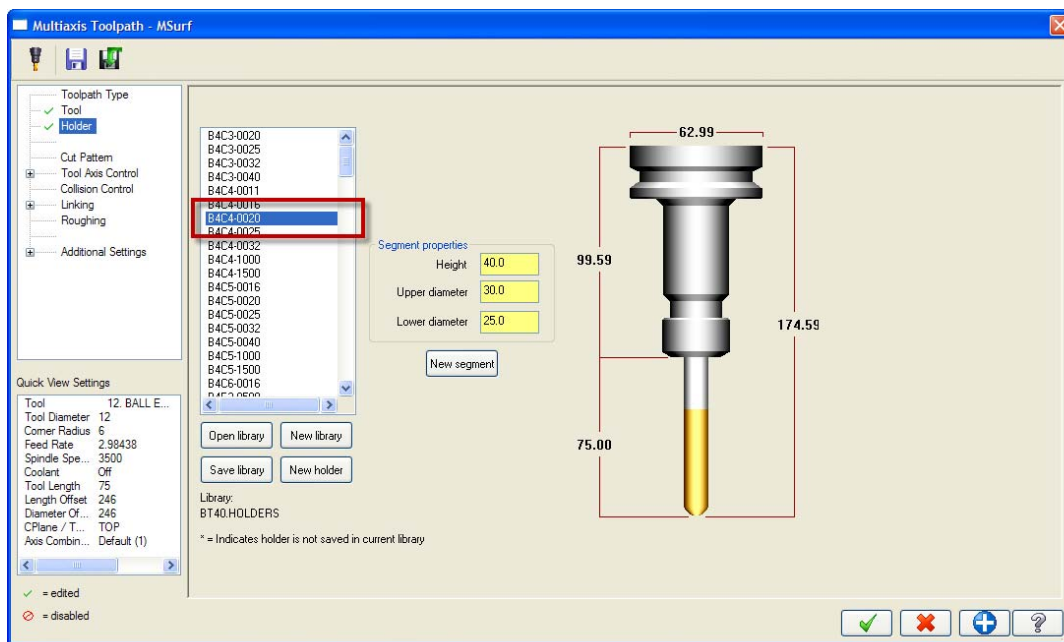 Multiaxis Toolpath - MSurf
Toolpath Type
Tool
Holder
Cut Pattern
Tool Axis Control
Collision Control
Linking
Roughing
Additional Settings
Quick View Settings
Tool 12. BALL E...
Tool Diameter 12
Corner Radius 6
Feed Rate 2.98438
Spindle Spe... 3500
Coolant Off
Tool Length 75
Length Offset 246
Diameter Of... 246
CPlane / T... TOP
Axis Combin... Default (1)
= edited
= disabled
B4C3-0020
B4C3-0025
B4C3-0032
B4C3-0040
B4C4-0011
B4C4-0016
B4C4-0020
B4C4-0025
B4C4-0032
B4C4-1000
B4C4-1500
B4C5-0016
B4C5-0020
B4C5-0025
B4C5-0032
B4C5-0040
B4C5-1000
B4C5-1500
B4C6-0016
Open library New library
Save library New holder
Library:
BT40.HOLDERS
* = Indicates holder is not saved in current library
Segment properties
Height 40.0
Upper diameter 30.0
Lower diameter 25.0
New segment
62.99
99.59
174.59
75.00